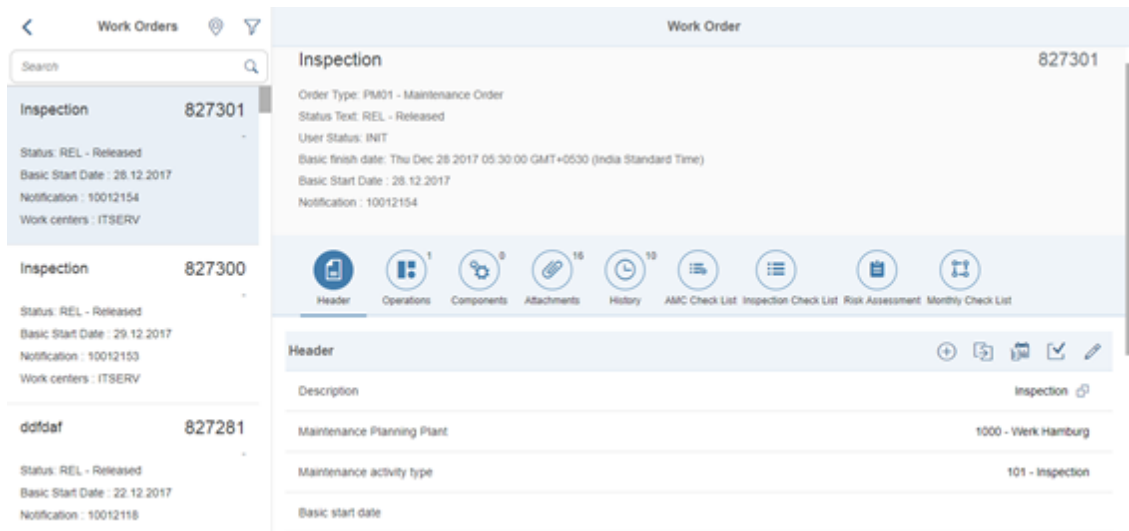 Work Orders
Search
Inspection 827301
Status: REL - Released
Basic Start Date : 28.12.2017
Notification : 10012154
Work centers : ITSERV
Inspection 827300
Status: REL - Released
Basic Start Date : 29.12.2017
Notification : 10012153
Work centers : ITSERV
ddfdaf 827281
Status: REL - Released
Basic Start Date : 22.12.2017
Notification : 10012118
Work Order
Inspection 827301
Order Type: PM01 - Maintenance Order
Status Text: REL - Released
User Status: INIT
Basic finish date: Thu Dec 28 2017 05:30:00 GMT+0530 (India Standard Time)
Basic Start Date : 28.12.2017
Notification : 10012154
1 0 16 10
Header Operations Components Attachments History AMC Check List Inspection Check List Risk Assessment Monthly Check List
Header
Description Inspection
Maintenance Planning Plant 1000 - Werk Hamburg
Maintenance activity type 101 - Inspection
Basic start date